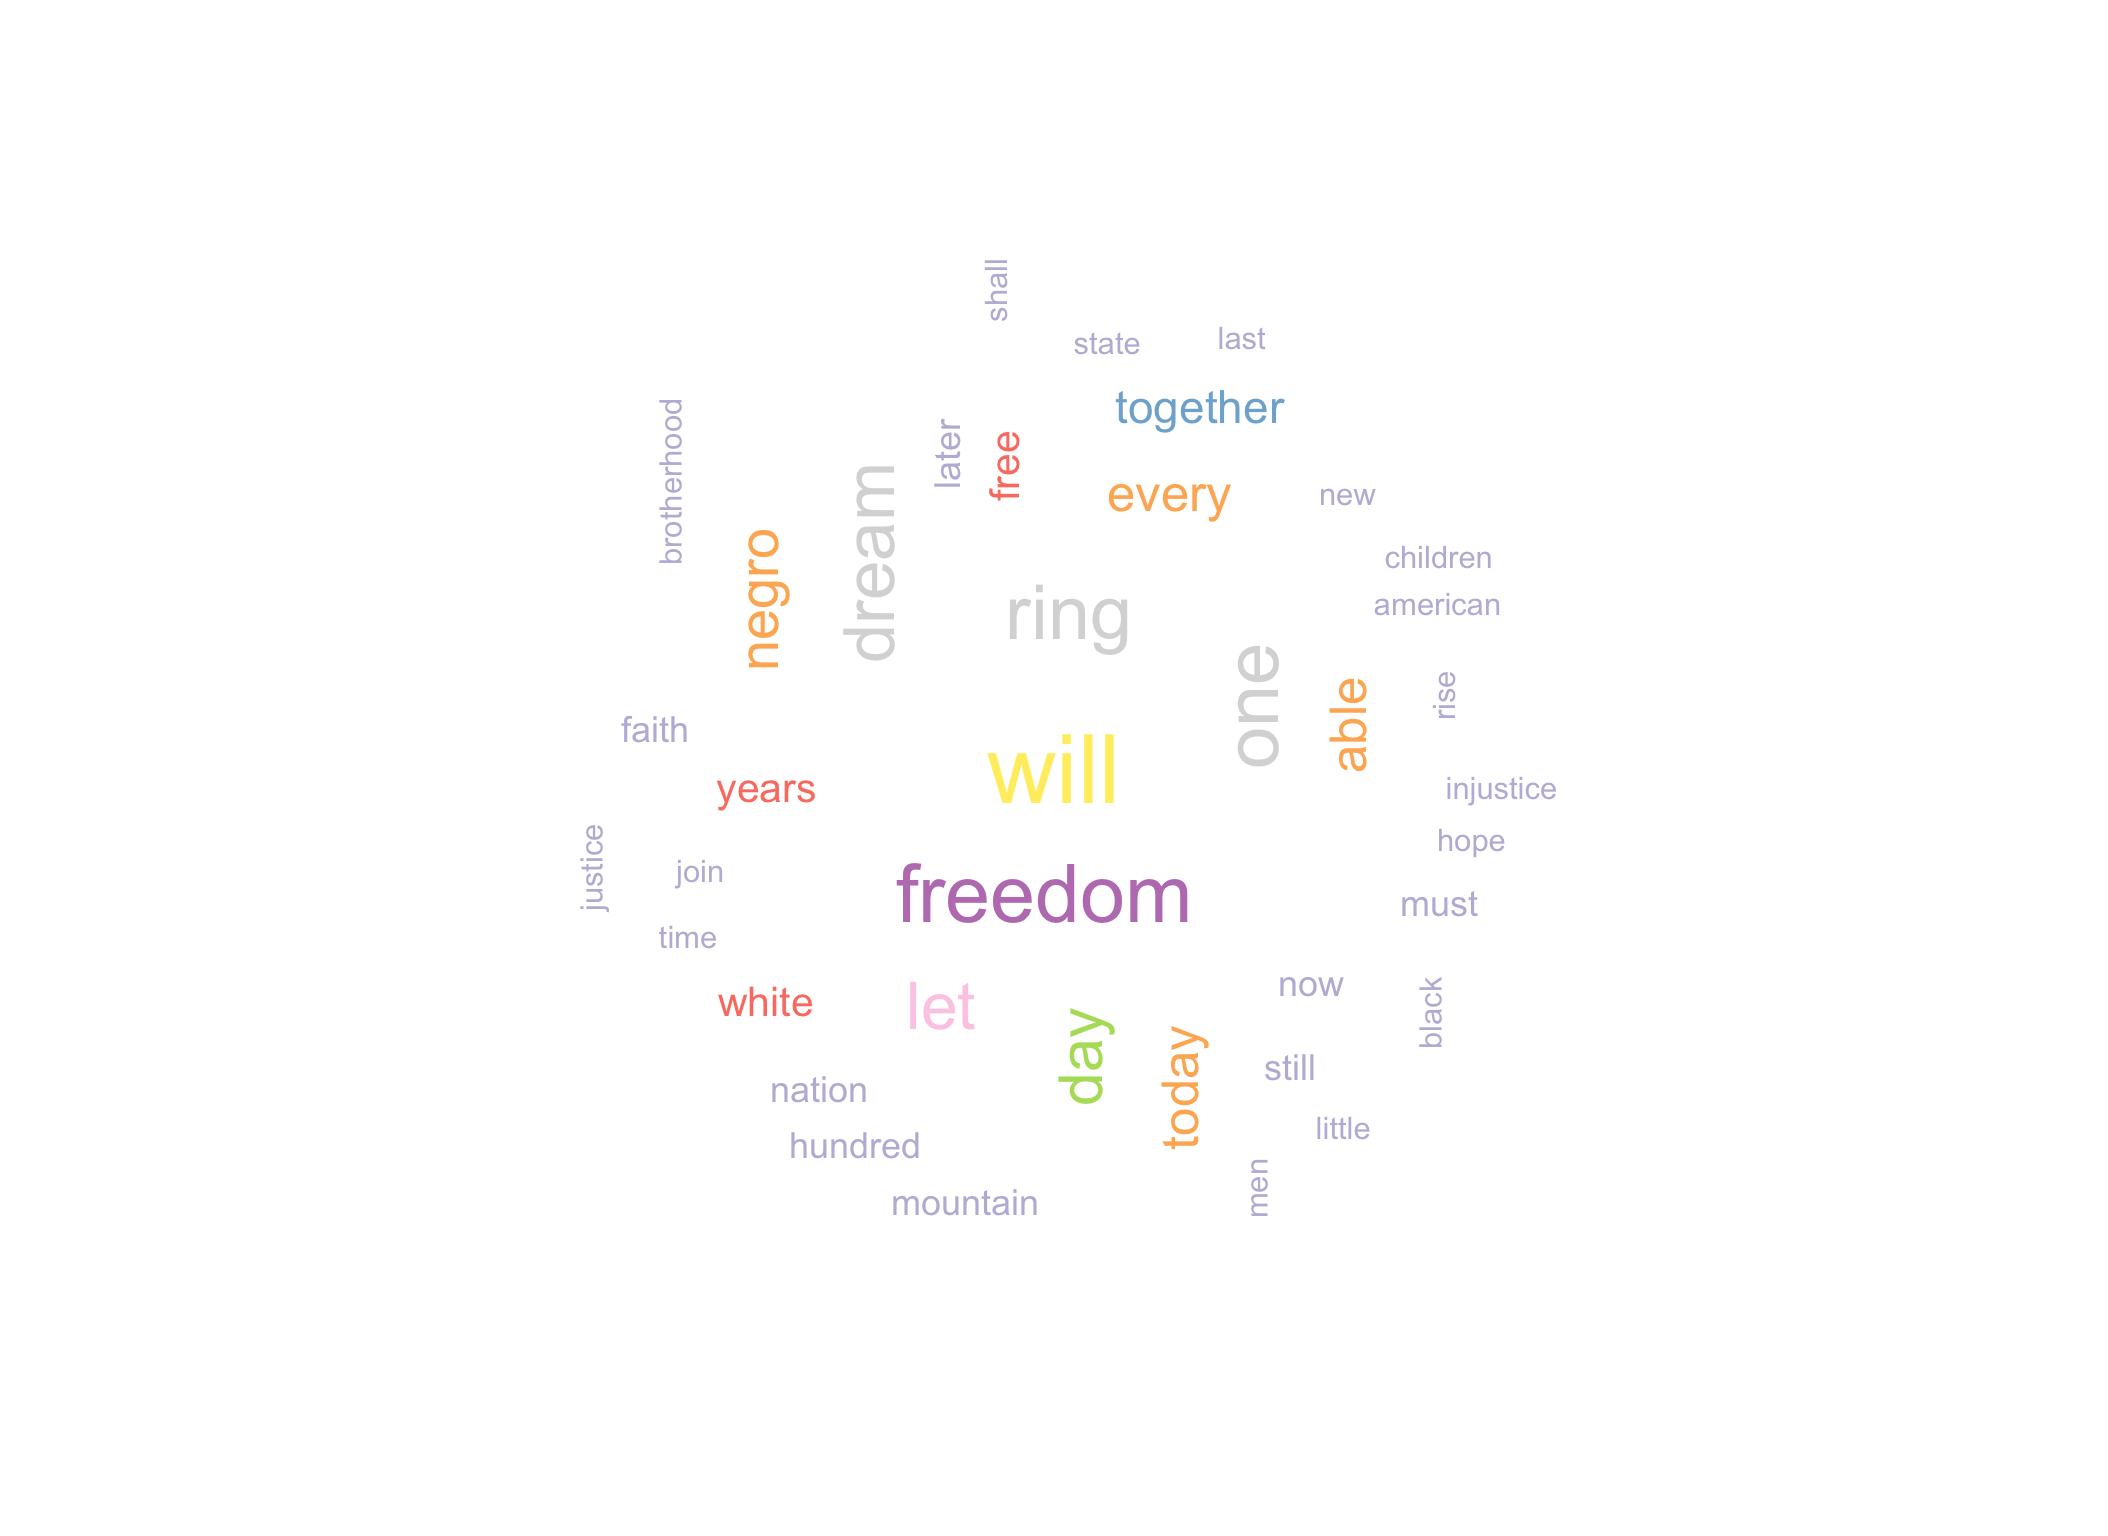 shall
state
last
together
brotherhood
later
free
every
new
dream
negro
children
american
ring
one
able
rise
faith
will
years
injustice
hope
justice
join
freedom
must
time
now
black
white
let
day
today
still
nation
little
hundred
men
mountain